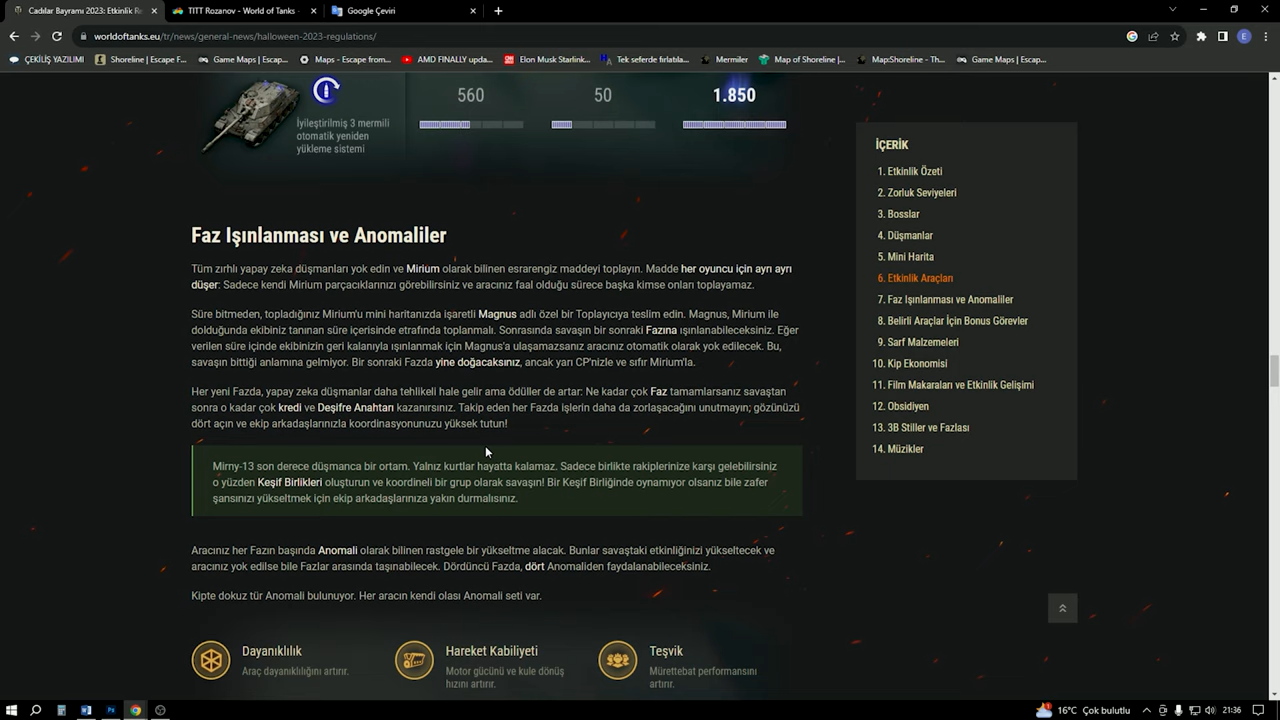 Cadılar Bayramı 2023: Etkinlik Re
TITT Rozanov - World of Tanks -
Google Çeviri
worldoftanks.eu/tr/news/general-news/halloween-2023-regulations/
E
ÇEKİLİŞ YAZILIMI
Shoreline | Escape F...
Game Maps | Escap...
Maps - Escape from...
AMD FINALLY upda...
Elon Musk Starlink...
Tek seferde fırlatıla...
Mermiler
Map of Shoreline |...
Map:Shoreline - Th...
Game Maps | Escap...
560
50
1.850
İyileştirilmiş 3 mermili
otomatik yeniden
yükleme sistemi
Faz Işınlanması ve Anomaliler
Tüm zırhlı yapay zeka düşmanları yok edin ve Mirium olarak bilinen esrarengiz maddeyi toplayın. Madde her oyuncu için ayrı ayrı
düşer: Sadece kendi Mirium parçacıklarınızı görebilirsiniz ve aracınız faal olduğu sürece başka kimse onları toplayamaz.
Süre bitmeden, topladığınız Mirium'u mini haritanızda işaretli Magnus adlı özel bir Toplayıcıya teslim edin. Magnus, Mirium ile
dolduğunda ekibiniz tanınan süre içerisinde etrafında toplanmalı. Sonrasında savaşın bir sonraki Fazına ışınlanabileceksiniz. Eğer
verilen süre içinde ekibinizin geri kalanıyla ışınlanmak için Magnus'a ulaşamazsanız aracınız otomatik olarak yok edilecek. Bu,
savaşın bittiği anlamına gelmiyor. Bir sonraki Fazda yine doğacaksınız, ancak yarı CP'nizle ve sıfır Mirium'la.
Her yeni Fazda, yapay zeka düşmanlar daha tehlikeli hale gelir ama ödüller de artar: Ne kadar çok Faz tamamlarsanız savaştan
sonra o kadar çok kredi ve Deşifre Anahtarı kazanırsınız. Takip eden her Fazda işlerin daha da zorlaşacağını unutmayın; gözünüzü
dört açın ve ekip arkadaşlarınızla koordinasyonunuzu yüksek tutun!
Mirny-13 son derece düşmanca bir ortam. Yalnız kurtlar hayatta kalamaz. Sadece birlikte rakiplerinize karşı gelebilirsiniz
o yüzden Keşif Birlikleri oluşturun ve koordineli bir grup olarak savaşın! Bir Keşif Birliğinde oynamıyor olsanız bile zafer
şansınızı yükseltmek için ekip arkadaşlarınıza yakın durmalısınız.
Aracınız her Fazın başında Anomali olarak bilinen rastgele bir yükseltme alacak. Bunlar savaştaki etkinliğinizi yükseltecek ve
aracınız yok edilse bile Fazlar arasında taşınabilecek. Dördüncü Fazda, dört Anomaliden faydalanabileceksiniz.
Kipte dokuz tür Anomali bulunuyor. Her aracın kendi olası Anomali seti var.
Dayanıklılık
Araç dayanıklılığını artırır.
Hareket Kabiliyeti
Motor gücünü ve kule dönüş
hızını artırır.
Teşvik
Mürettebat performansını
artırır.
İÇERİK
1. Etkinlik Özeti
2. Zorluk Seviyeleri
3. Bosslar
4. Düşmanlar
5. Mini Harita
6. Etkinlik Araçları
7. Faz Işınlanması ve Anomaliler
8. Belirli Araçlar İçin Bonus Görevler
9. Sarf Malzemeleri
10. Kip Ekonomisi
11. Film Makaraları ve Etkinlik Gelişimi
12. Obsidiyen
13. 3B Stiller ve Fazlası
14. Müzikler
16°C Çok bulutlu
21:36